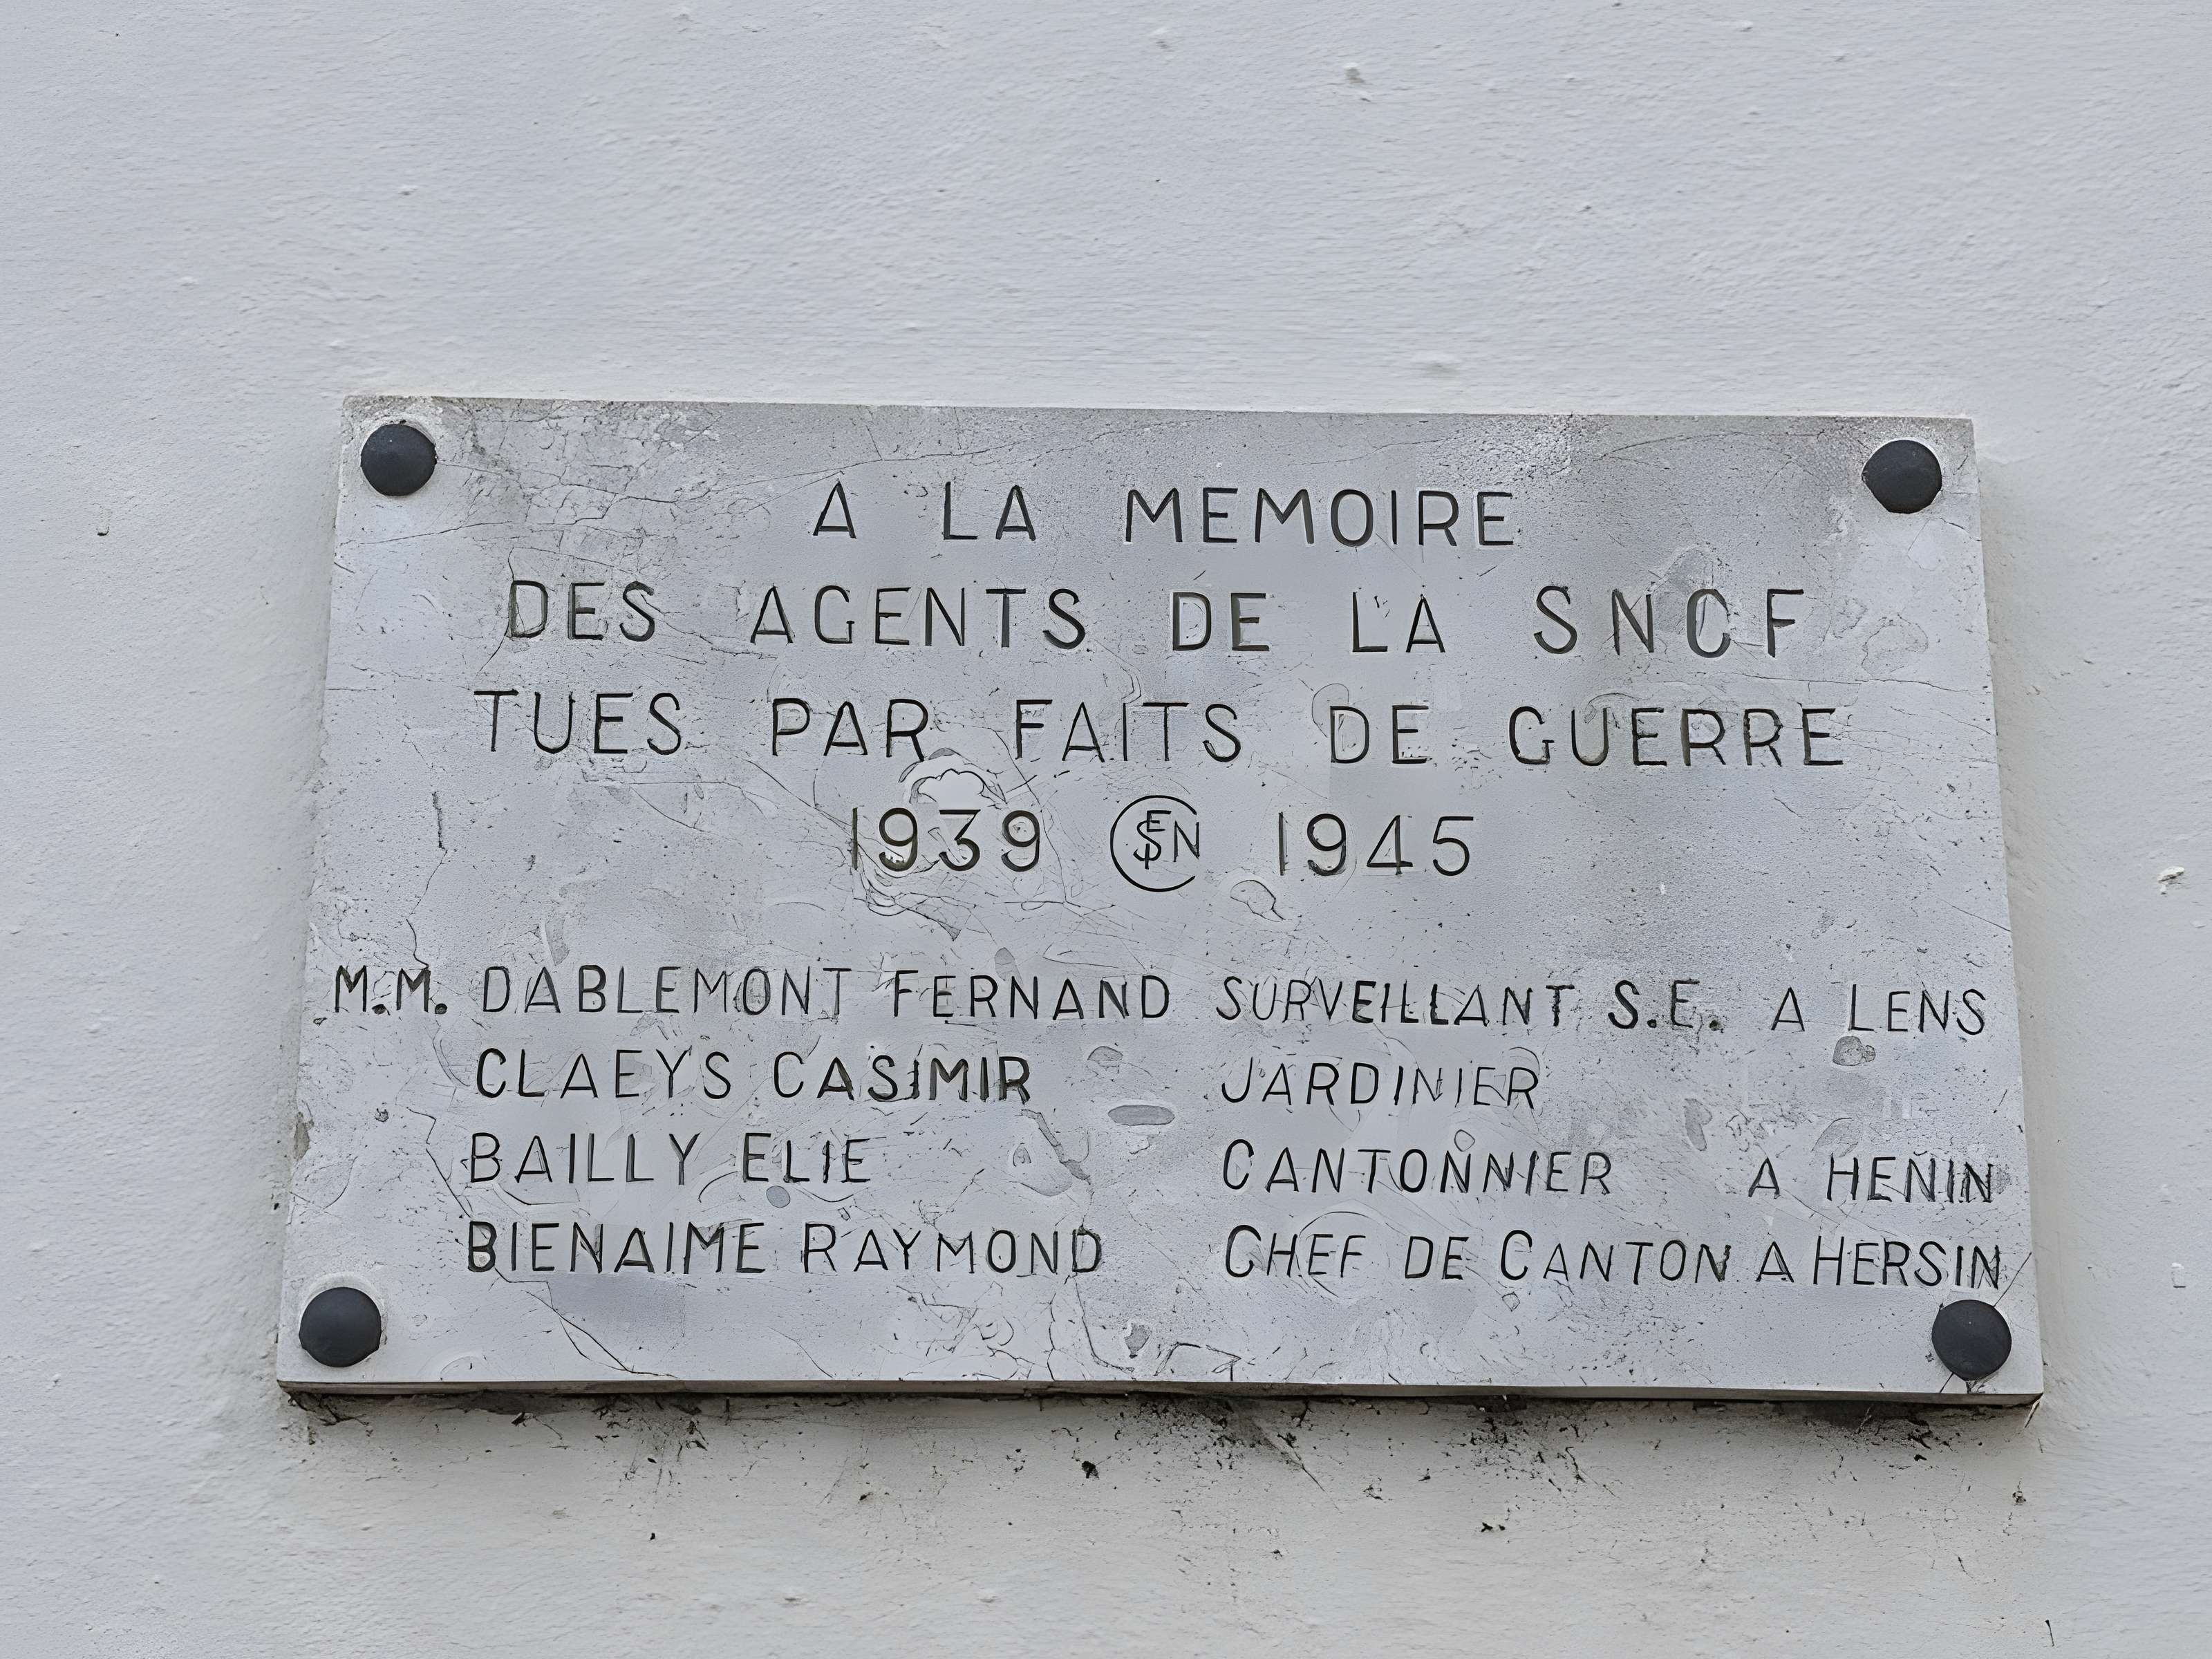 A LA MEMOIRE
DES AGENTS DE LA SNCF
TUES PAR FAITS DE GUERRE
1939 SNCF 1945
M.M. DABLEMONT FERNAND SURVEILLANT S.E. A LENS
CLAEYS CASIMIR JARDINIER
BAILLY ELIE CANTONNIER A HENIN
BIENAIME RAYMOND CHEF DE CANTON A HERSIN